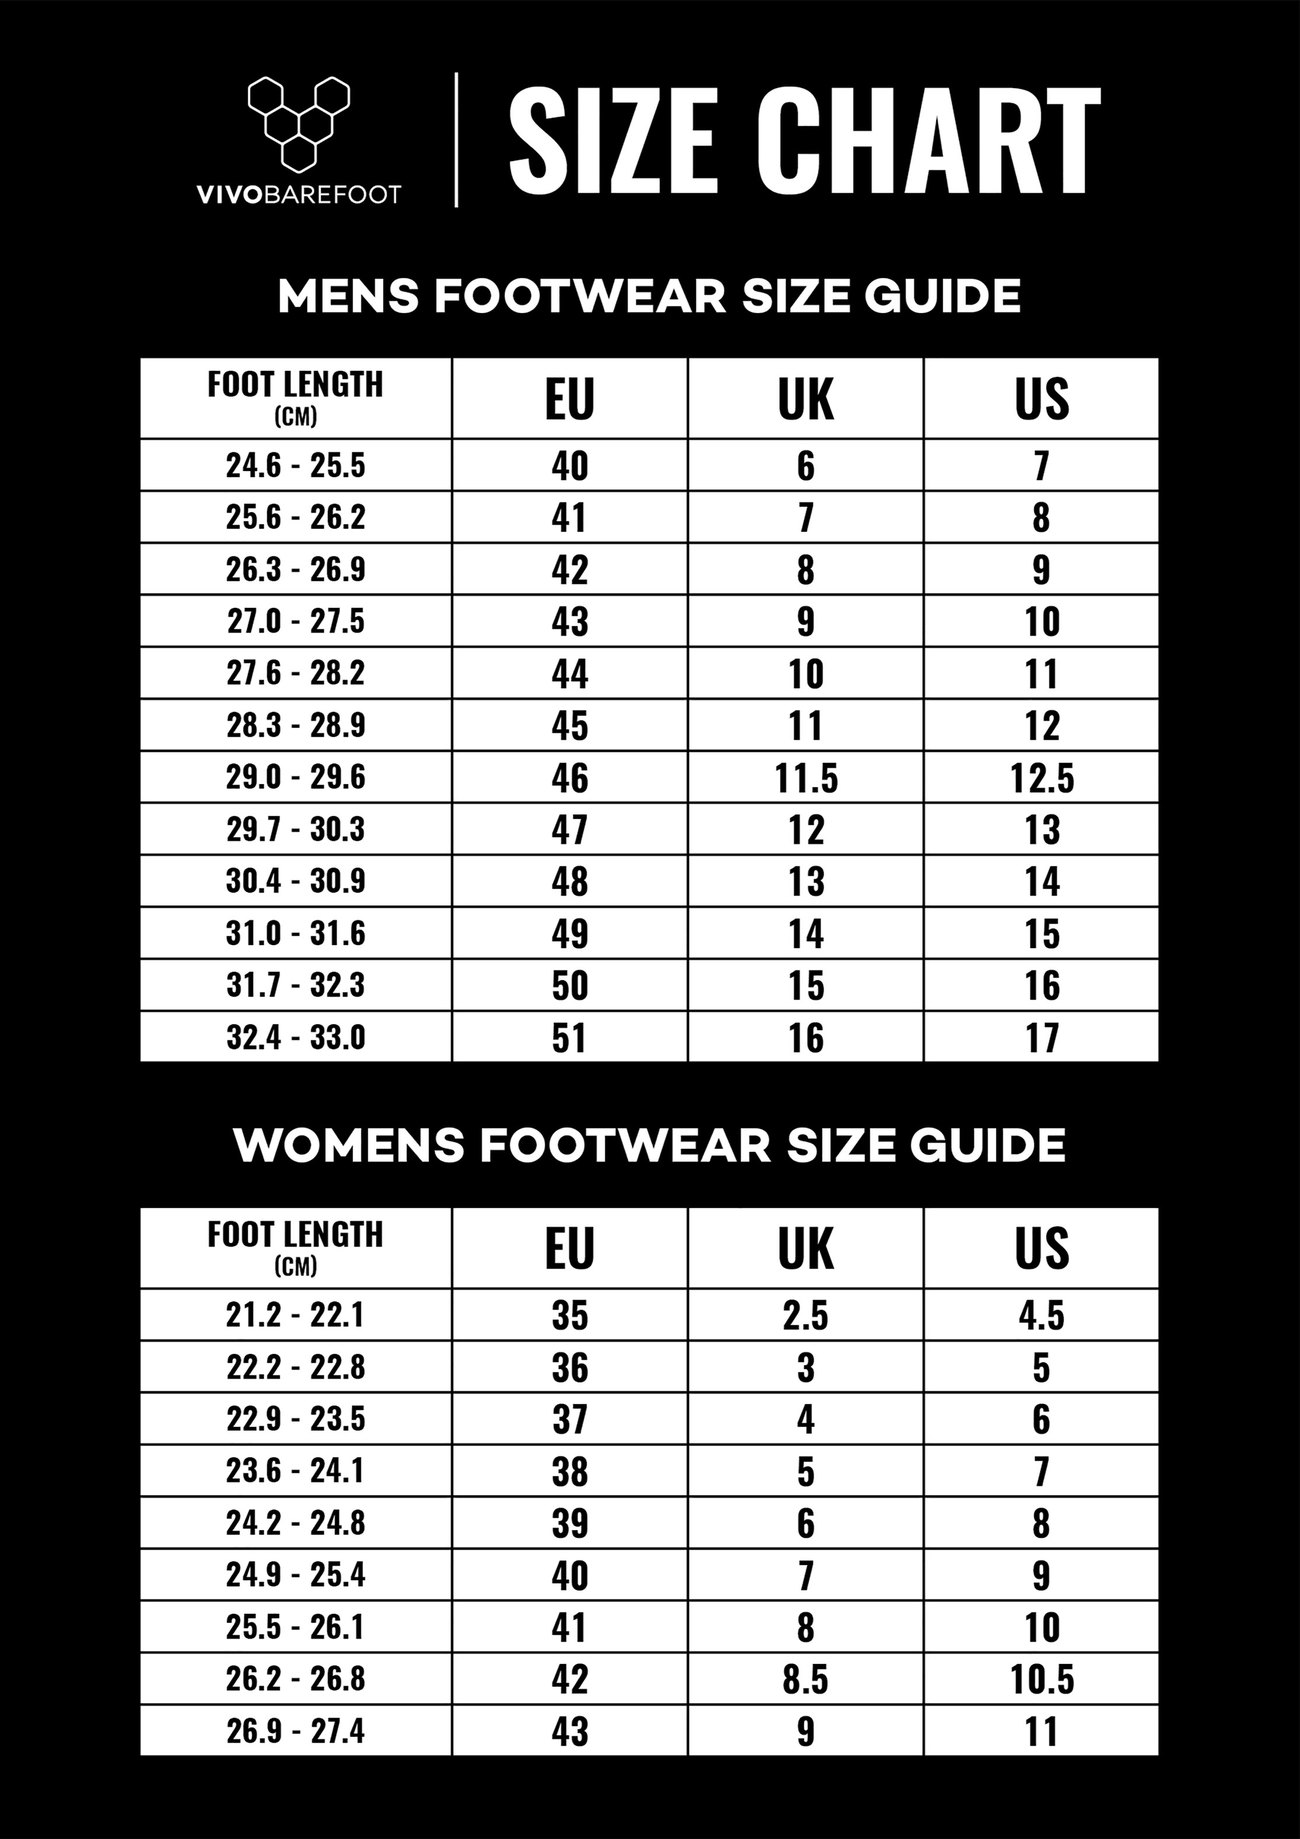 VIVOBAREFOOT
SIZE CHART
MENS FOOTWEAR SIZE GUIDE
FOOT LENGTH (CM) EU UK US
24.6 - 25.5 40 6 7
25.6 - 26.2 41 7 8
26.3 - 26.9 42 8 9
27.0 - 27.5 43 9 10
27.6 - 28.2 44 10 11
28.3 - 28.9 45 11 12
29.0 - 29.6 46 11.5 12.5
29.7 - 30.3 47 12 13
30.4 - 30.9 48 13 14
31.0 - 31.6 49 14 15
31.7 - 32.3 50 15 16
32.4 - 33.0 51 16 17
WOMENS FOOTWEAR SIZE GUIDE
FOOT LENGTH (CM) EU UK US
21.2 - 22.1 35 2.5 4.5
22.2 - 22.8 36 3 5
22.9 - 23.5 37 4 6
23.6 - 24.1 38 5 7
24.2 - 24.8 39 6 8
24.9 - 25.4 40 7 9
25.5 - 26.1 41 8 10
26.2 - 26.8 42 8.5 10.5
26.9 - 27.4 43 9 11